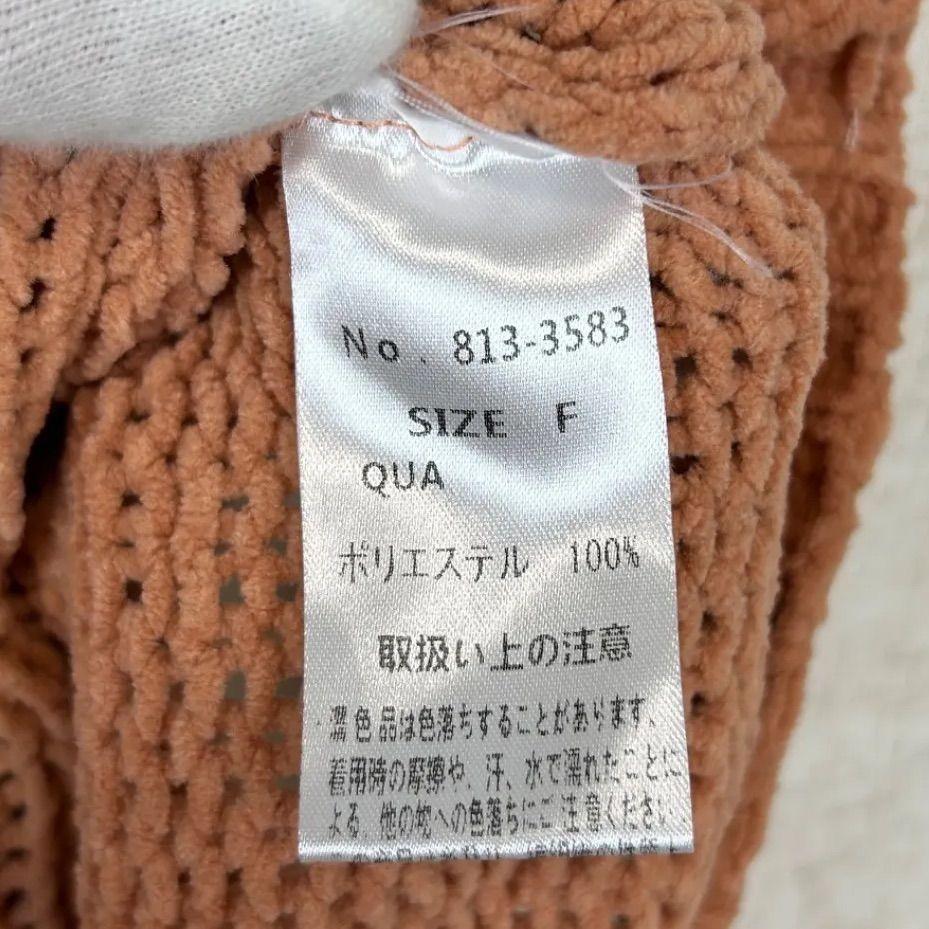 No. 813-3583
SIZE F
QUA
ポリエステル 100%
取扱い上の注意
・濃色品は色落ちすることがあります、
着用時の摩擦や、汗、水で濡れたことに
よる、他の物への色落ちにご注意ください